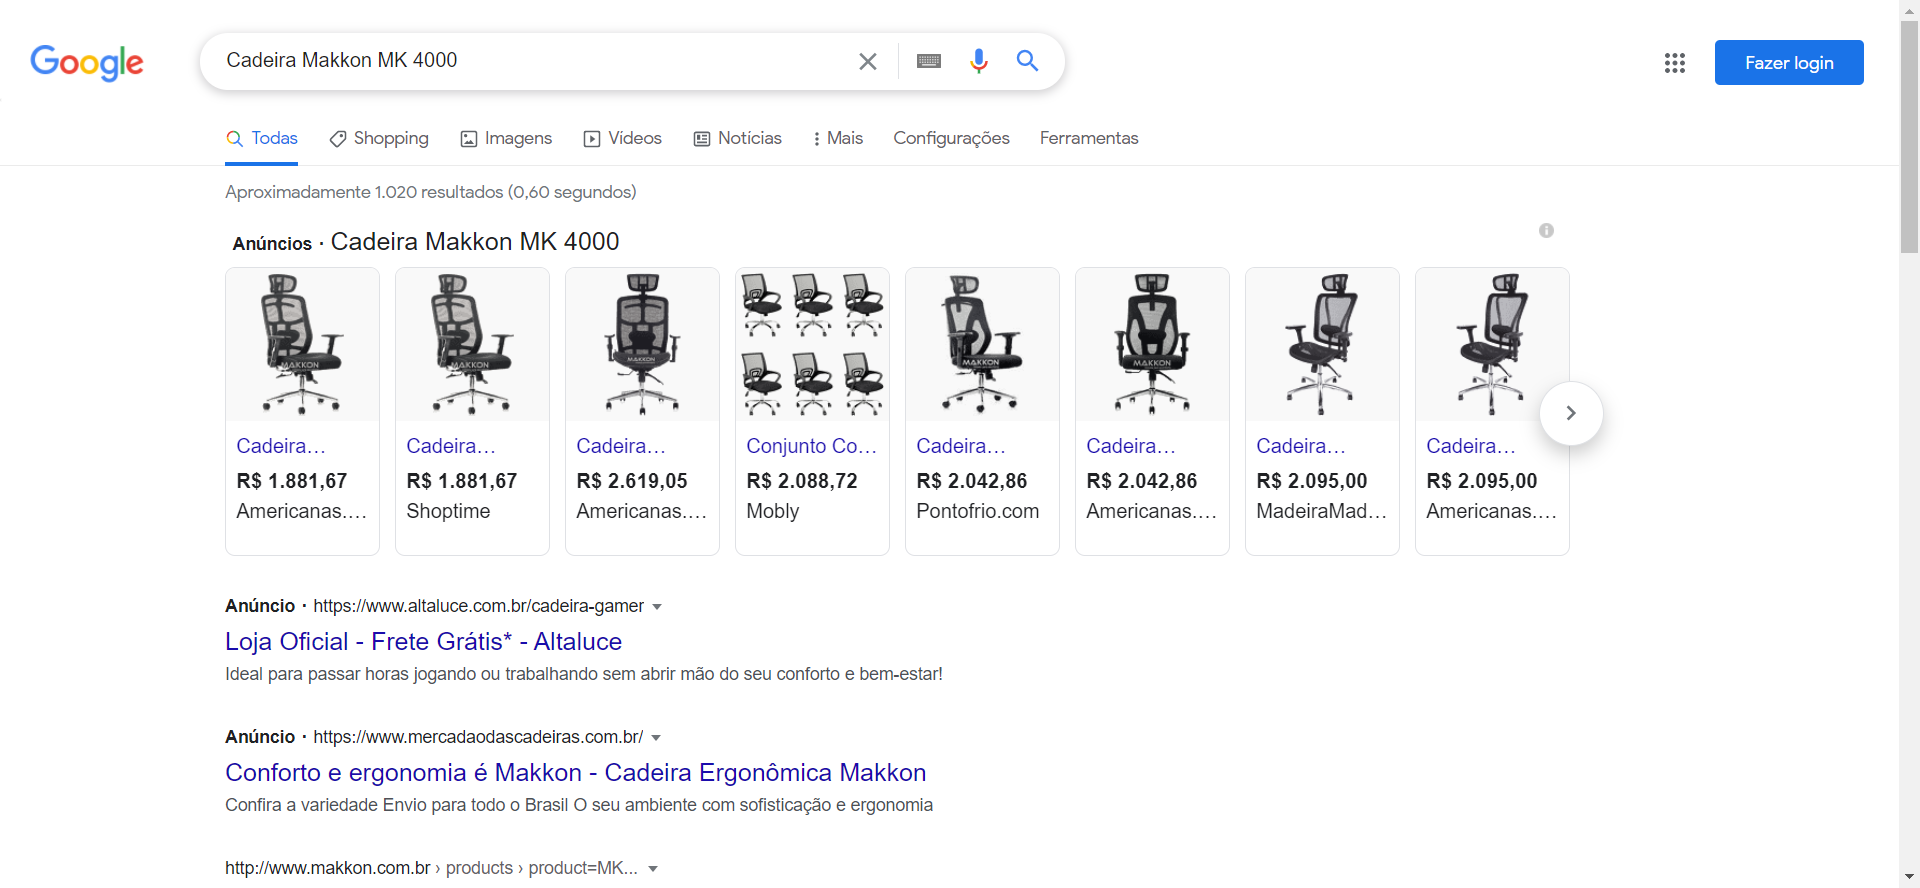 Google
Cadeira Makkon MK 4000
Fazer login
Todas
Shopping
Imagens
Vídeos
Notícias
Mais
Configurações
Ferramentas
Aproximadamente 1.020 resultados (0,60 segundos)
Anúncios · Cadeira Makkon MK 4000
MAKKON
MAKKON
MAKKON
MAKKON
MAKKON
Cadeira…
R$ 1.881,67
Americanas.…
Cadeira…
R$ 1.881,67
Shoptime
Cadeira…
R$ 2.619,05
Americanas.…
Conjunto Co…
R$ 2.088,72
Mobly
Cadeira…
R$ 2.042,86
Pontofrio.com
Cadeira…
R$ 2.042,86
Americanas.…
Cadeira…
R$ 2.095,00
MadeiraMad…
Cadeira…
R$ 2.095,00
Americanas.…
Anúncio · https://www.altaluce.com.br/cadeira-gamer
Loja Oficial - Frete Grátis* - Altaluce
Ideal para passar horas jogando ou trabalhando sem abrir mão do seu conforto e bem-estar!
Anúncio · https://www.mercadaodascadeiras.com.br/
Conforto e ergonomia é Makkon - Cadeira Ergonômica Makkon
Confira a variedade Envio para todo o Brasil O seu ambiente com sofisticação e ergonomia
http://www.makkon.com.br › products › product=MK...